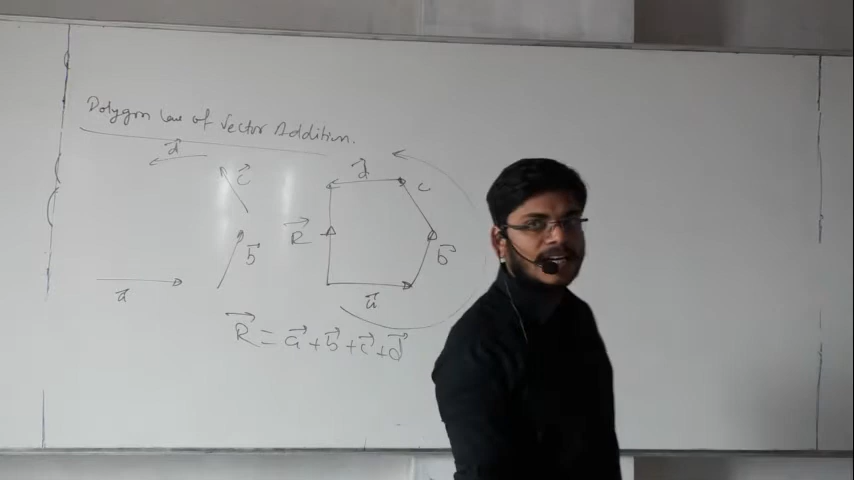 Polygon law of Vector Addition.
d⃗
c⃗
b⃗
a⃗
d⃗
c
R⃗
b⃗
a⃗
R⃗ = a⃗ + b⃗ + c⃗ + d⃗